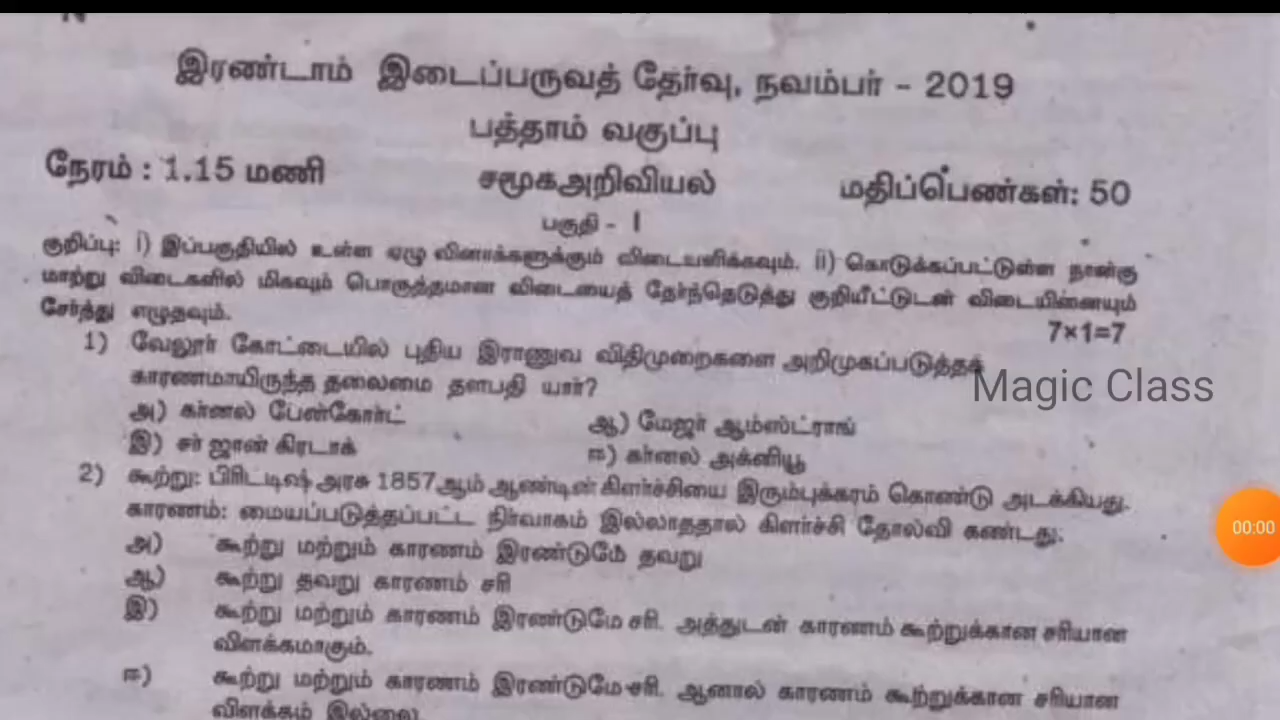 இரண்டாம் இடைப்பருவத் தேர்வு, நவம்பர் - 2019
பத்தாம் வகுப்பு
நேரம் : 1.15 மணி சமூகஅறிவியல் மதிப்பெண்கள்: 50
பகுதி - I
குறிப்பு: i) இப்பகுதியில் உள்ள ஏழு வினாக்களுக்கும் விடையளிக்கவும். ii) கொடுக்கப்பட்டுள்ள நான்கு
மாற்று விடைகளில் மிகவும் பொருத்தமான விடையைத் தேர்ந்தெடுத்து குறியீட்டுடன் விடையினையும்
சேர்த்து எழுதவும். 7×1=7
1) வேலூர் கோட்டையில் புதிய இராணுவ விதிமுறைகளை அறிமுகப்படுத்தக்
காரணமாயிருந்த தலைமை தளபதி யார்?
Magic Class
அ) கர்னல் பேன்கோர்ட் ஆ) மேஜர் ஆம்ஸ்ட்ராங்
இ) சர் ஜான் கிரடாக் ஈ) கர்னல் அக்னியூ
2) கூற்று: பிரிட்டிஷ் அரசு 1857ஆம் ஆண்டின் கிளர்ச்சியை இரும்புக்கரம் கொண்டு அடக்கியது.
காரணம்: மையப்படுத்தப்பட்ட நிர்வாகம் இல்லாததால் கிளர்ச்சி தோல்வி கண்டது.
00:00
அ) கூற்று மற்றும் காரணம் இரண்டுமே தவறு
ஆ) கூற்று தவறு காரணம் சரி
இ) கூற்று மற்றும் காரணம் இரண்டுமே சரி. அத்துடன் காரணம் கூற்றுக்கான சரியான
விளக்கமாகும்.
ஈ) கூற்று மற்றும் காரணம் இரண்டுமே சரி. ஆனால் காரணம் கூற்றுக்கான சரியான
விளக்கம் இல்லை